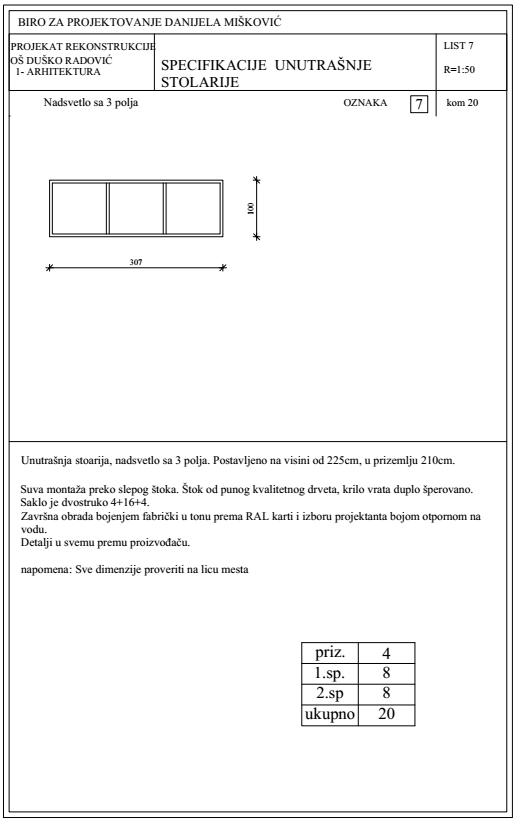 BIRO ZA PROJEKTOVANJE DANIJELA MIŠKOVIĆ
PROJEKAT REKONSTRUKCIJE
OŠ DUŠKO RADOVIĆ
1- ARHITEKTURA
SPECIFIKACIJE UNUTRAŠNJE
STOLARIJE
LIST 7
R=1:50
Nadsvetlo sa 3 polja
OZNAKA
7
kom 20
100
307
Unutrašnja stoarija, nadsvetlo sa 3 polja. Postavljeno na visini od 225cm, u prizemlju 210cm.
Suva montaža preko slepog štoka. Štok od punog kvalitetnog drveta, krilo vrata duplo šperovano.
Saklo je dvostruko 4+16+4.
Završna obrada bojenjem fabrički u tonu prema RAL karti i izboru projektanta bojom otpornom na
vodu.
Detalji u svemu premu proizvođaču.
napomena: Sve dimenzije proveriti na licu mesta
priz. 4
1.sp. 8
2.sp 8
ukupno 20